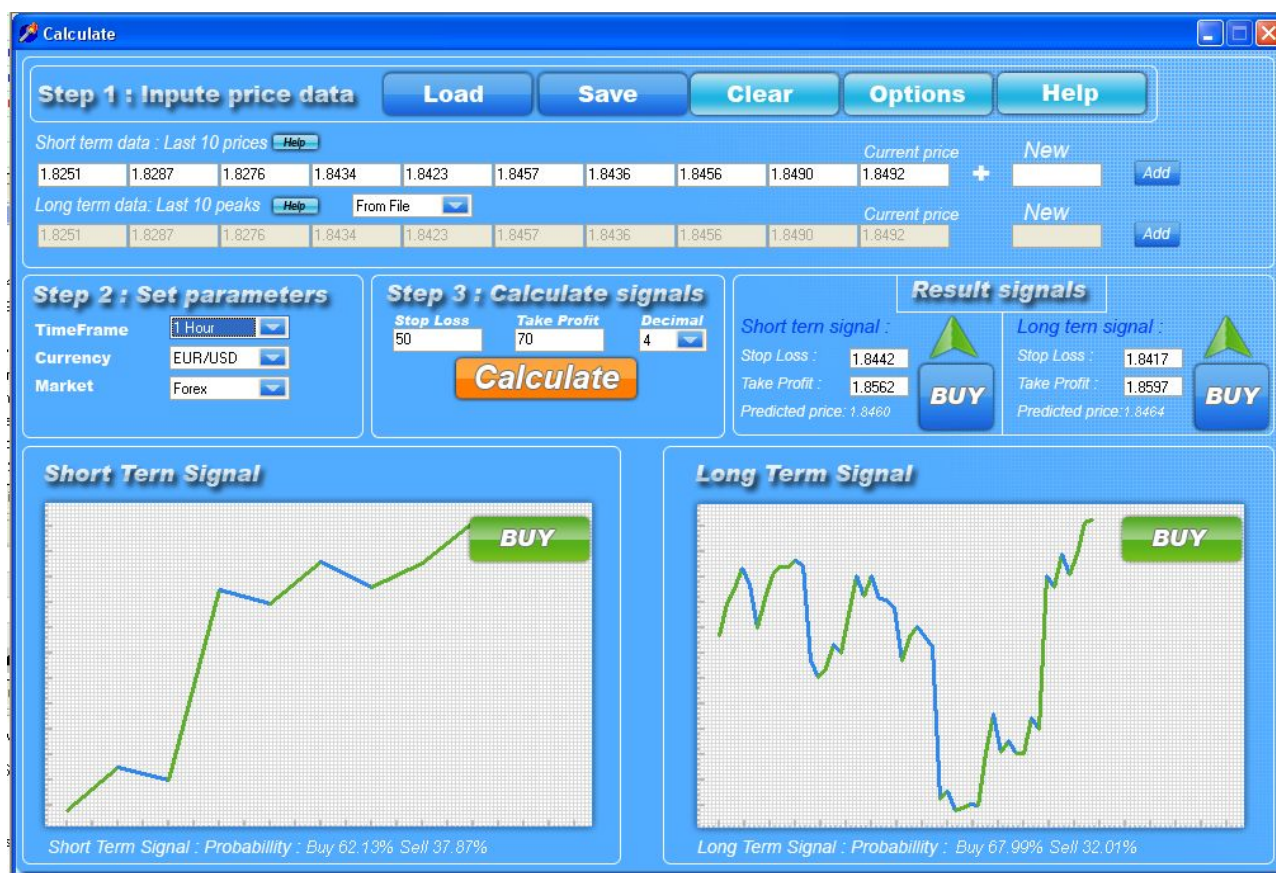 Calculate
Step 1 : Inpute price data Load Save Clear Options Help
Short term data : Last 10 prices Help Current price New
1.8251 1.8287 1.8276 1.8434 1.8423 1.8457 1.8436 1.8456 1.8490 1.8492 + Add
Long term data: Last 10 peaks Help From File Current price New
1.8251 1.8287 1.8276 1.8434 1.8423 1.8457 1.8436 1.8456 1.8490 1.8492 Add
Step 2 : Set parameters
TimeFrame 1 Hour
Currency EUR/USD
Market Forex
Step 3 : Calculate signals
Stop Loss Take Profit Decimal
50 70 4
Calculate
Result signals
Short tern signal :
Stop Loss : 1.8442
Take Profit : 1.8562
BUY
Predicted price: 1.8460
Long tern signal :
Stop Loss : 1.8417
Take Profit : 1.8597
BUY
Predicted price: 1.8464
Short Tern Signal
BUY
Short Term Signal : Probabillity : Buy 62.13% Sell 37.87%
Long Term Signal
BUY
Long Term Signal : Probabillity : Buy 67.99% Sell 32.01%